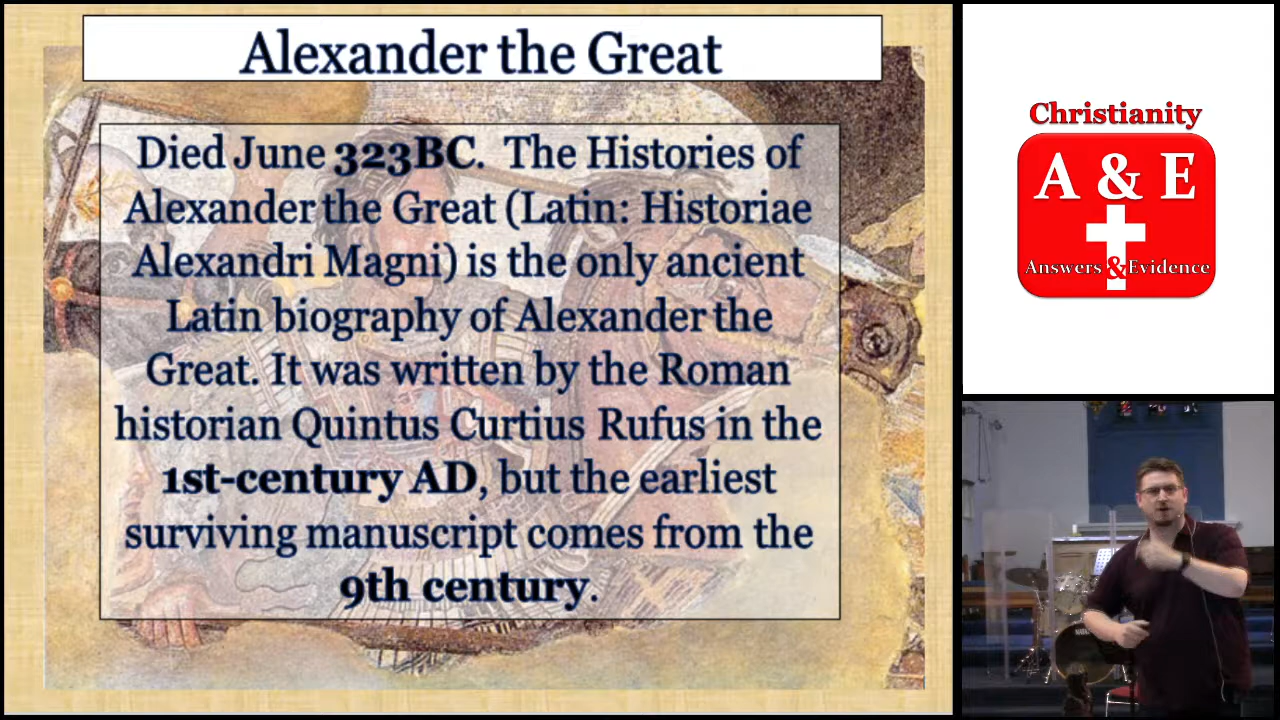 Alexander the Great
Died June 323BC. The Histories of
Alexander the Great (Latin: Historiae
Alexandri Magni) is the only ancient
Latin biography of Alexander the
Great. It was written by the Roman
historian Quintus Curtius Rufus in the
1st-century AD, but the earliest
surviving manuscript comes from the
9th century.
Christianity
A & E
Answers & Evidence